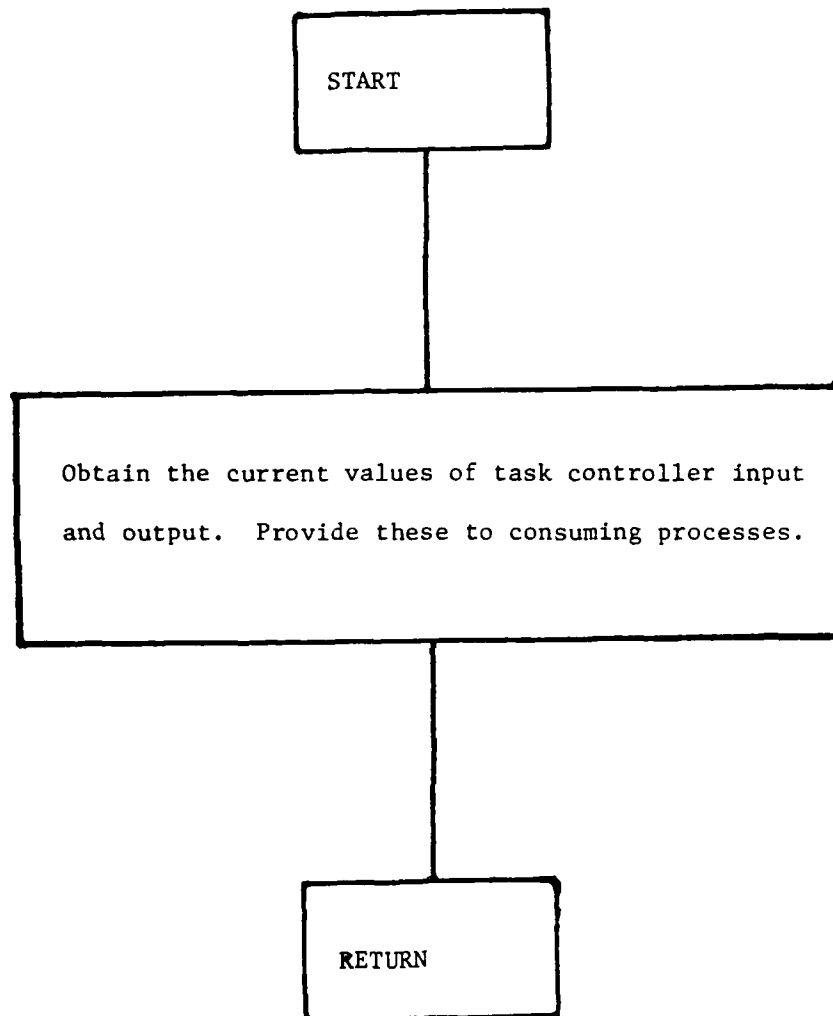 START
Obtain the current values of task controller input
and output. Provide these to consuming processes.
RETURN